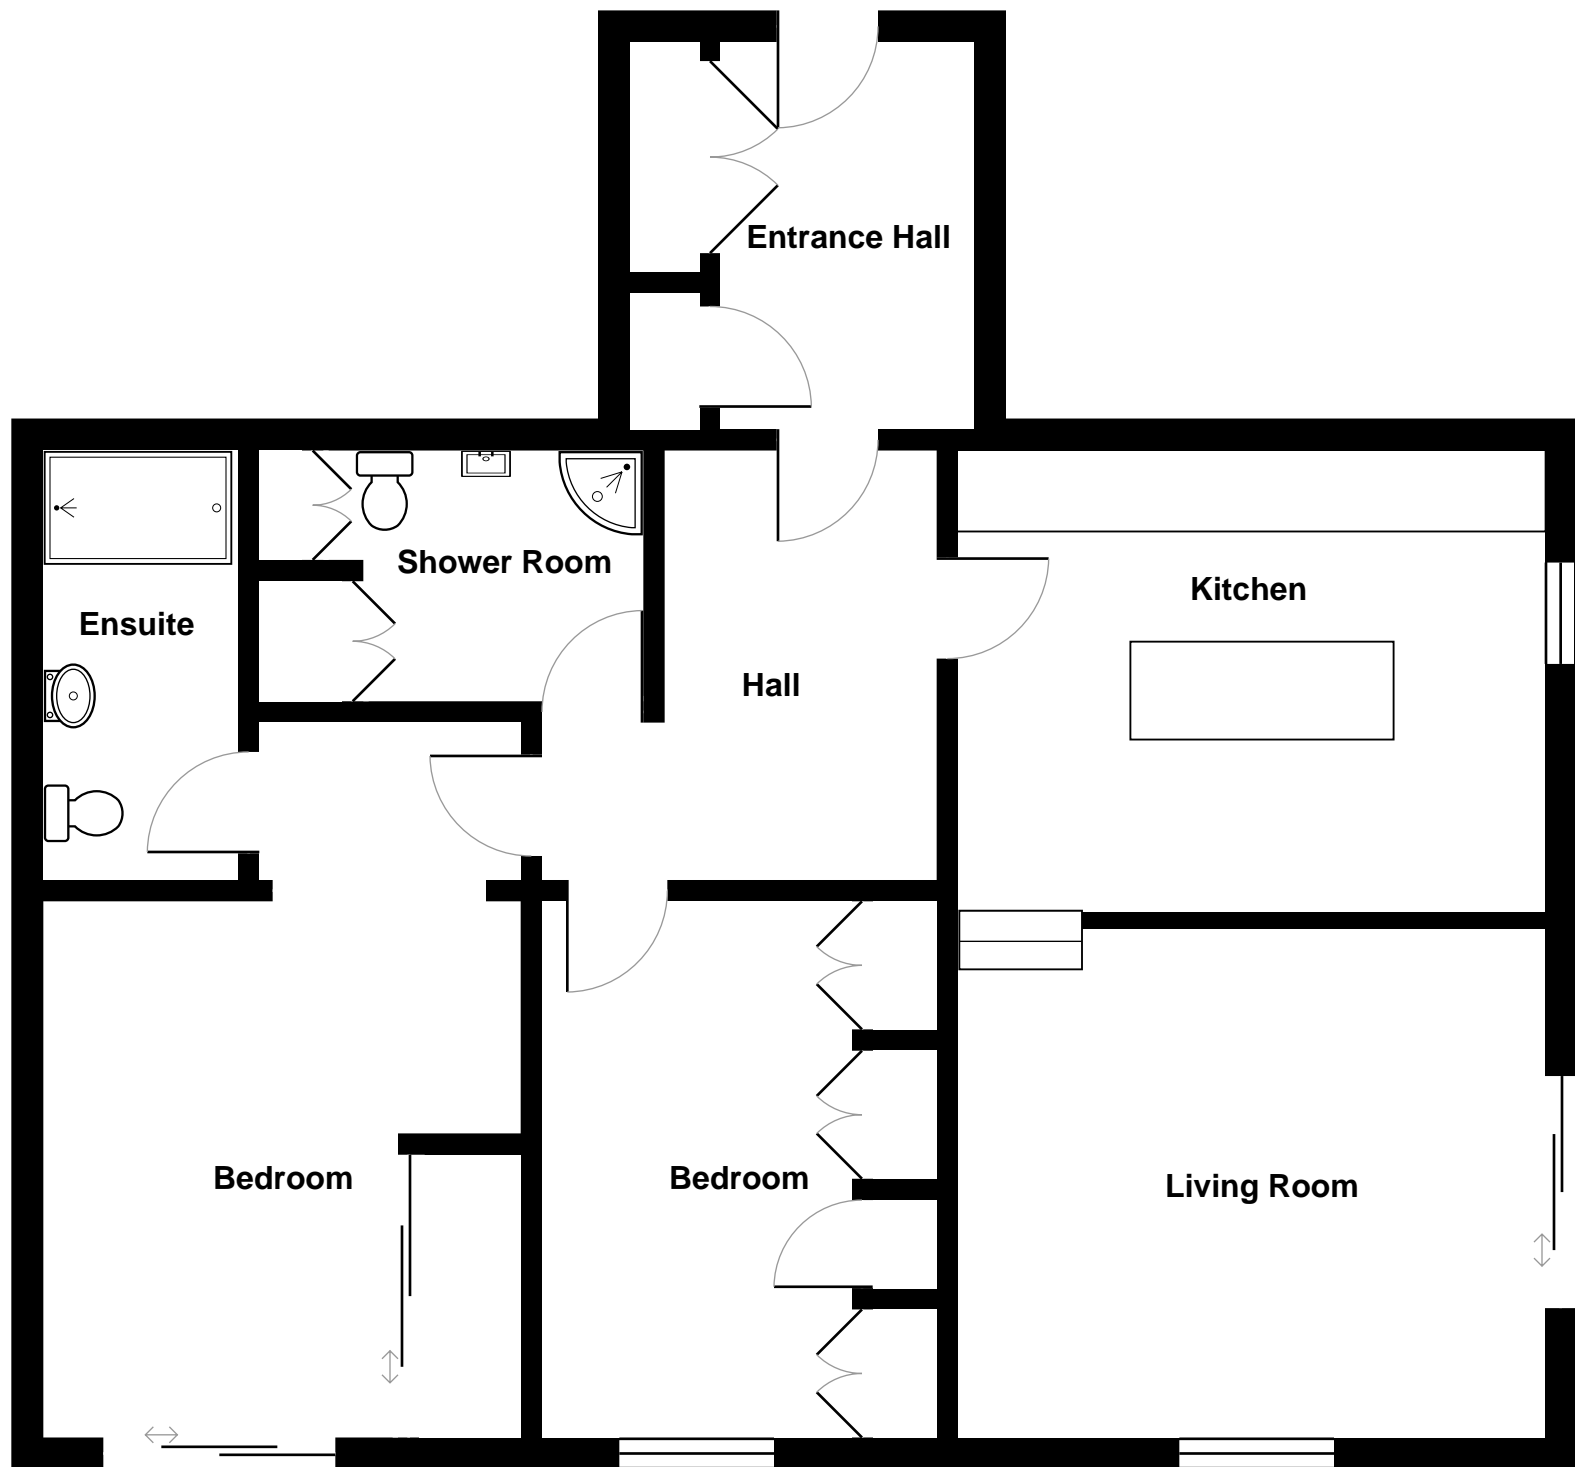 Entrance Hall
Shower Room
Kitchen
Ensuite
Hall
Bedroom
Bedroom
Living Room